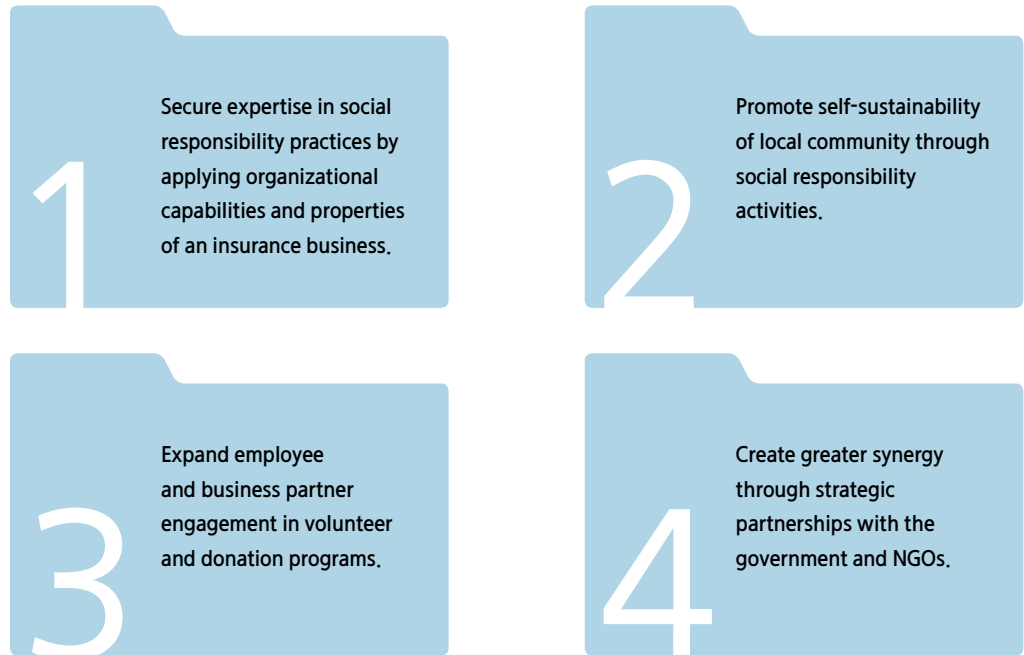 1
Secure expertise in social
responsibility practices by
applying organizational
capabilities and properties
of an insurance business.
2
Promote self-sustainability
of local community through
social responsibility
activities.
3
Expand employee
and business partner
engagement in volunteer
and donation programs.
4
Create greater synergy
through strategic
partnerships with the
government and NGOs.